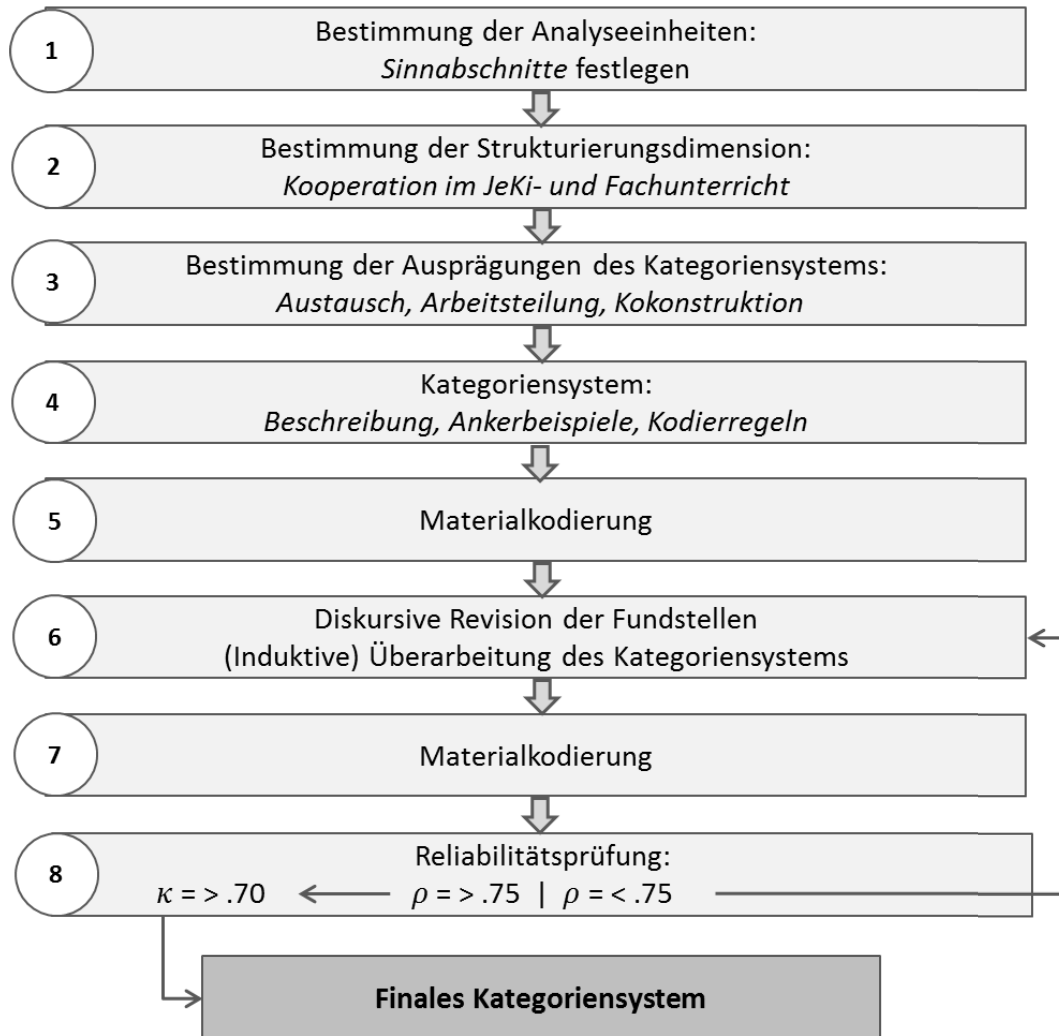 1
Bestimmung der Analyseeinheiten:
Sinnabschnitte festlegen
2
Bestimmung der Strukturierungsdimension:
Kooperation im JeKi- und Fachunterricht
3
Bestimmung der Ausprägungen des Kategoriensystems:
Austausch, Arbeitsteilung, Kokonstruktion
4
Kategoriensystem:
Beschreibung, Ankerbeispiele, Kodierregeln
5
Materialkodierung
6
Diskursive Revision der Fundstellen
(Induktive) Überarbeitung des Kategoriensystems
7
Materialkodierung
8
Reliabilitätsprüfung:
κ = > .70 ρ = > .75 | ρ = < .75
Finales Kategoriensystem